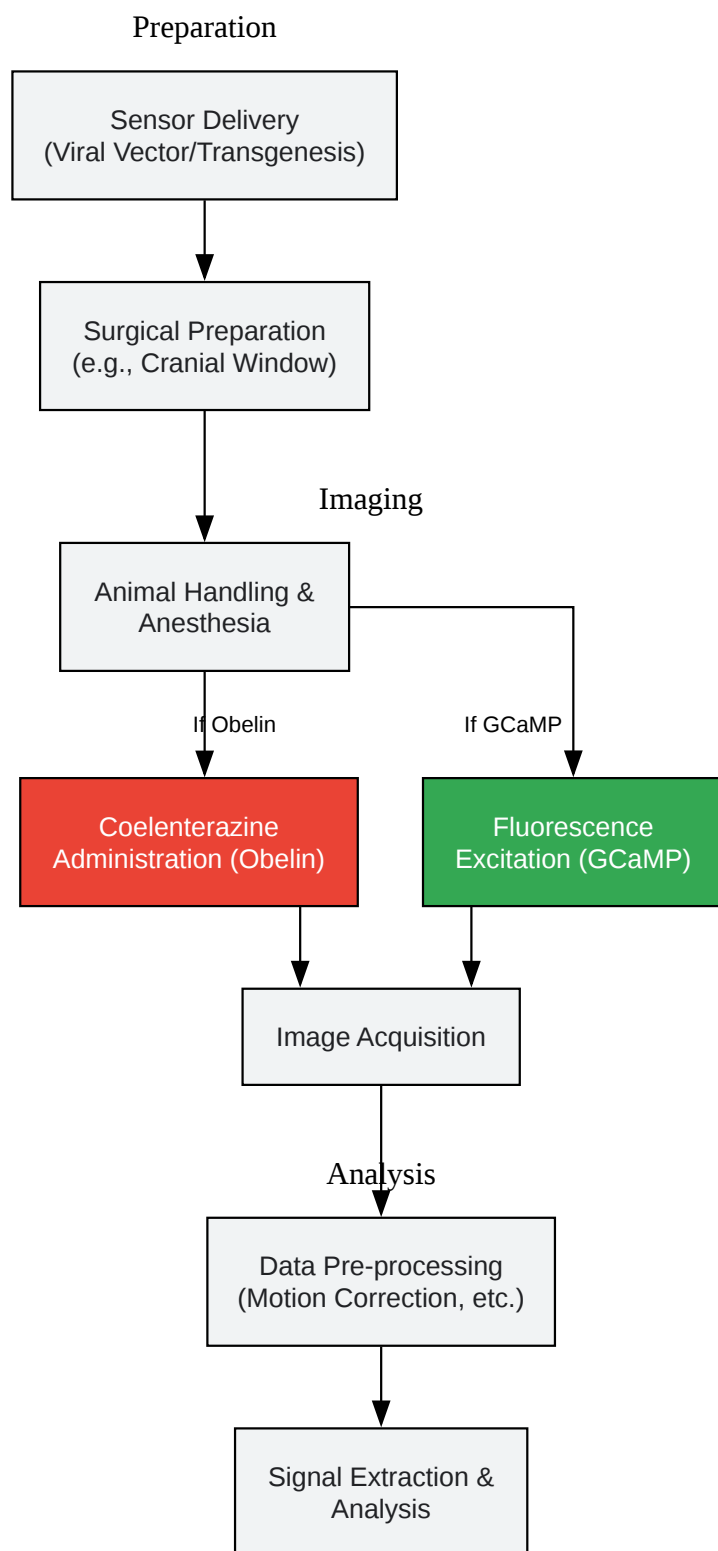 Preparation
Sensor Delivery
(Viral Vector/Transgenesis)
Surgical Preparation
(e.g., Cranial Window)
Imaging
Animal Handling &
Anesthesia
If Obelin
If GCaMP
Coelenterazine
Administration (Obelin)
Fluorescence
Excitation (GCaMP)
Image Acquisition
Analysis
Data Pre-processing
(Motion Correction, etc.)
Signal Extraction &
Analysis